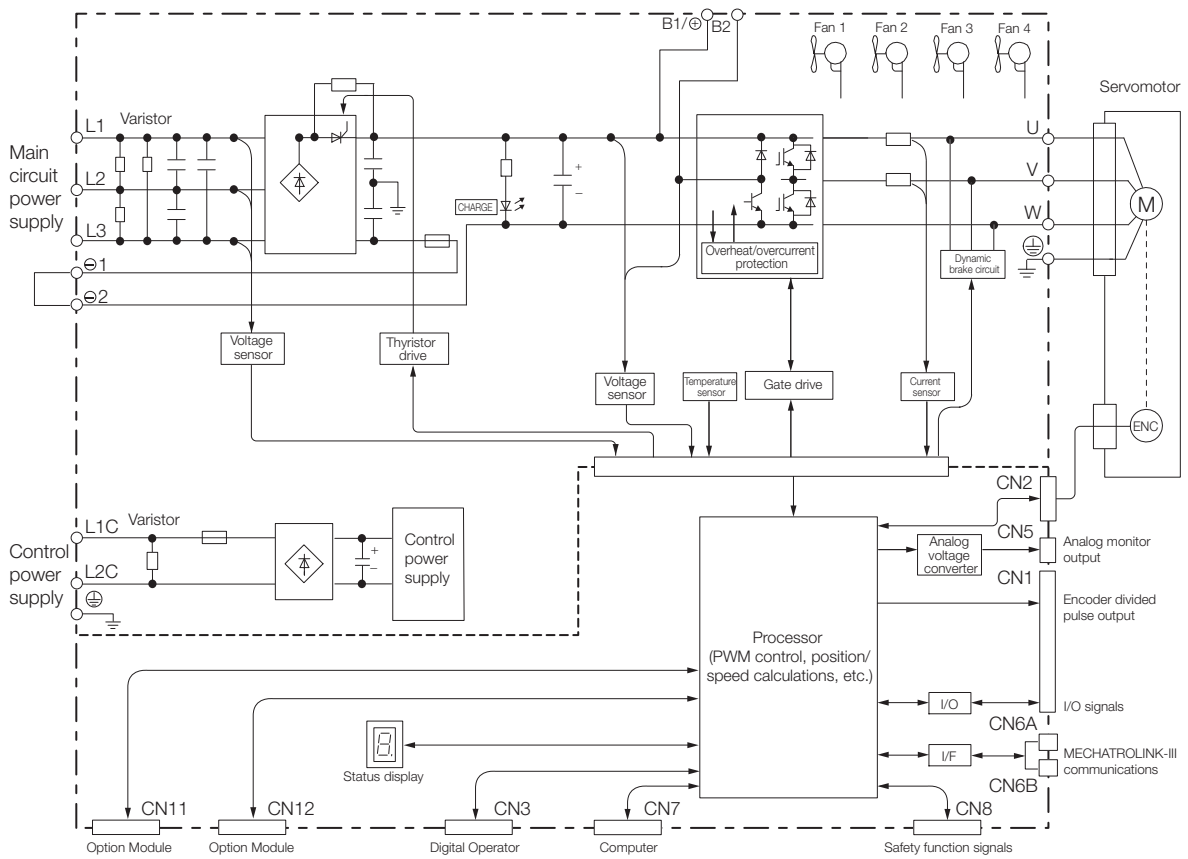 B1/⊕ B2
Fan 1 Fan 2 Fan 3 Fan 4
Servomotor
Main
circuit
power
supply
L1
Varistor
L2
L3
⊖1
⊖2
CHARGE
+
–
Overheat/overcurrent
protection
U
V
W
M
Dynamic
brake circuit
Voltage
sensor
Thyristor
drive
Voltage
sensor
Temperature
sensor
Gate drive
Current
sensor
ENC
Control
power
supply
L1C
Varistor
L2C
+
–
Control
power
supply
CN2
CN5
Analog
voltage
converter
Analog monitor
output
CN1
Encoder divided
pulse output
Processor
(PWM control, position/
speed calculations, etc.)
I/O
I/O signals
CN6A
I/F
MECHATROLINK-III
communications
CN6B
8.
Status display
CN11
Option Module
CN12
Option Module
CN3
Digital Operator
CN7
Computer
CN8
Safety function signals